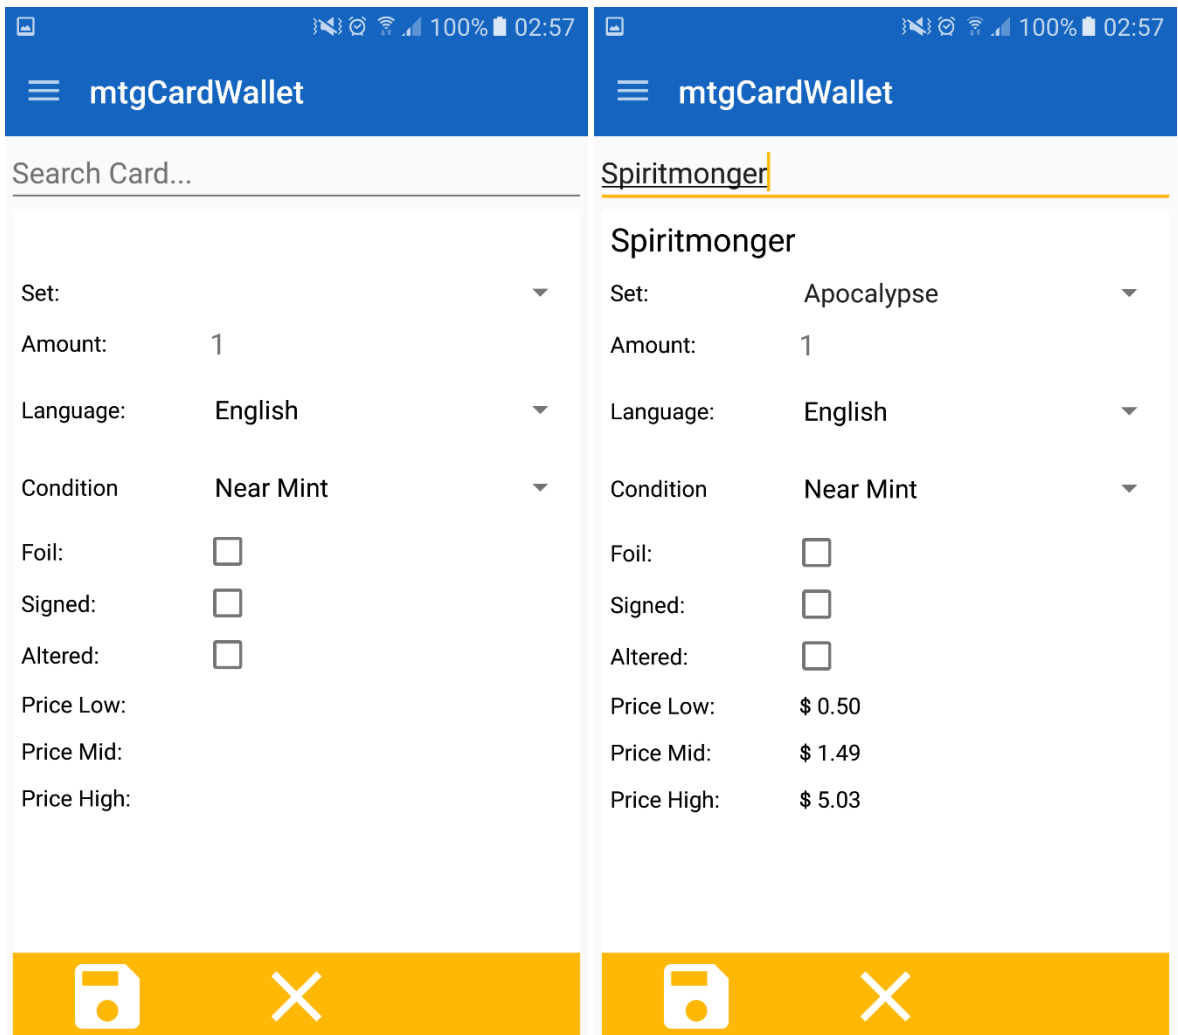 100% 02:57
mtgCardWallet
Search Card...
Set:
Amount: 1
Language: English
Condition Near Mint
Foil:
Signed:
Altered:
Price Low:
Price Mid:
Price High:
100% 02:57
mtgCardWallet
Spiritmonger
Spiritmonger
Set: Apocalypse
Amount: 1
Language: English
Condition Near Mint
Foil:
Signed:
Altered:
Price Low: $ 0.50
Price Mid: $ 1.49
Price High: $ 5.03